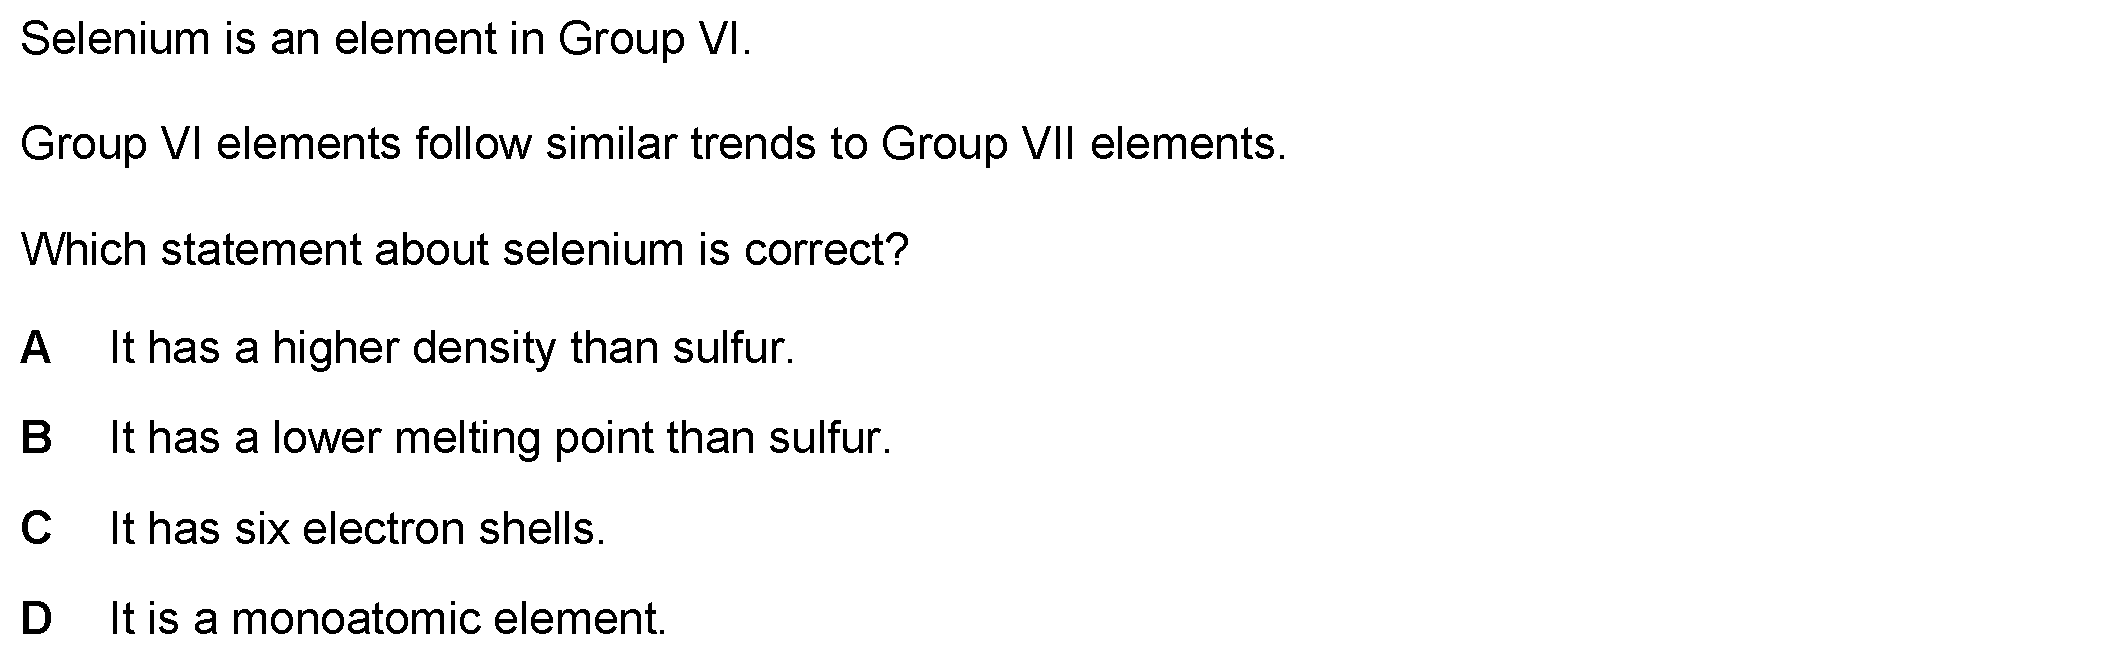 Selenium is an element in Group VI.
Group VI elements follow similar trends to Group VII elements.
Which statement about selenium is correct?
A It has a higher density than sulfur.
B It has a lower melting point than sulfur.
C It has six electron shells.
D It is a monoatomic element.